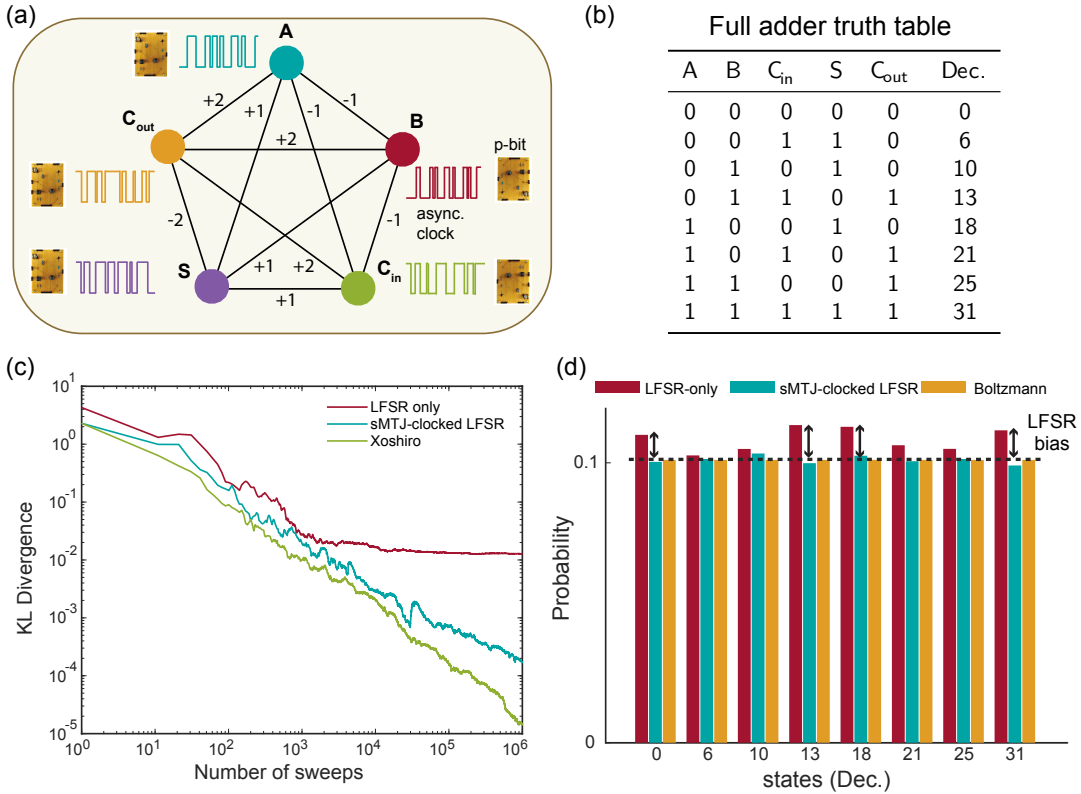 (a)
A
+2
+1
-1
-1
C_out
B
+2
p-bit
-2
-1
async.
clock
S
+1
+2
C_in
+1
(b)
Full adder truth table
A B C_in S C_out Dec.
0 0 0 0 0 0
0 0 1 1 0 6
0 1 0 1 0 10
0 1 1 0 1 13
1 0 0 1 0 18
1 0 1 0 1 21
1 1 0 0 1 25
1 1 1 1 1 31
(c)
10^1
10^0
10^-1
10^-2
10^-3
10^-4
10^-5
KL Divergence
LFSR only
sMTJ-clocked LFSR
Xoshiro
10^0 10^1 10^2 10^3 10^4 10^5 10^6
Number of sweeps
(d)
LFSR-only sMTJ-clocked LFSR Boltzmann
LFSR
bias
0.1
0
Probability
0 6 10 13 18 21 25 31
states (Dec.)